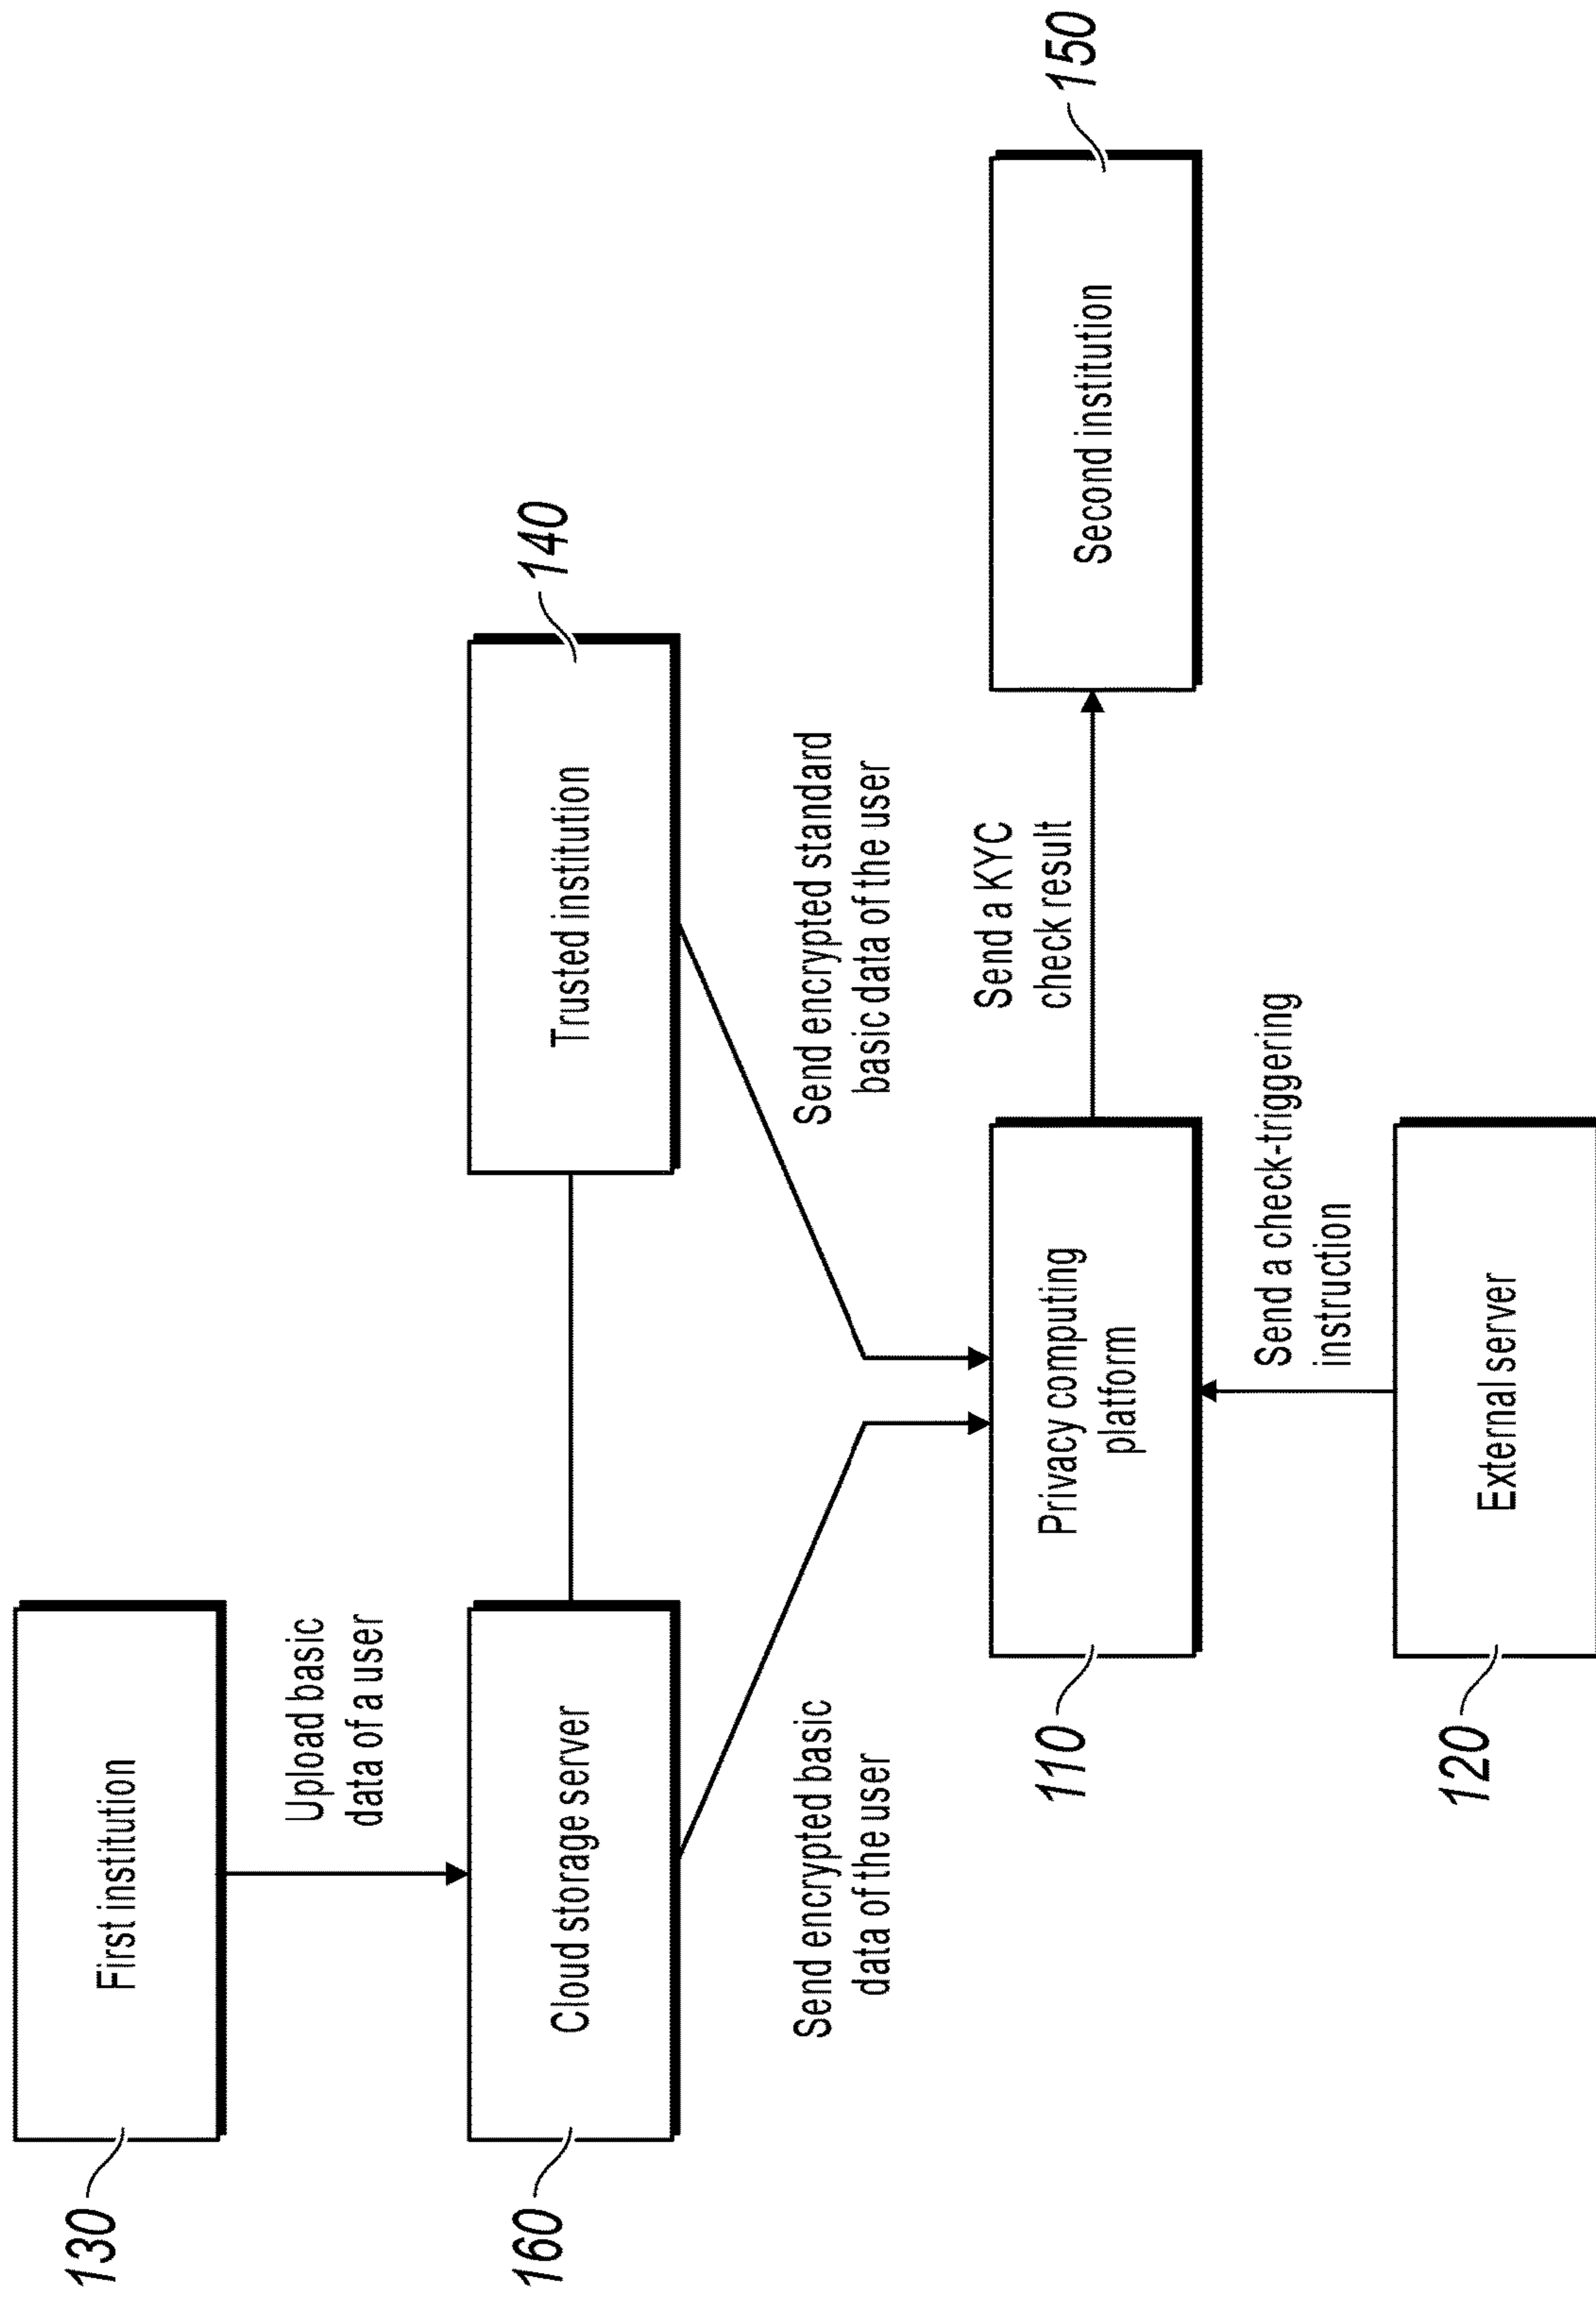 130
First institution
Upload basic
data of a user
160
Cloud storage server
Trusted institution
140
Send encrypted basic
data of the user
Send encrypted standard
basic data of the user
110
Privacy computing
platform
Send a KYC
check result
Second institution
150
Send a check-triggering
instruction
120
External server